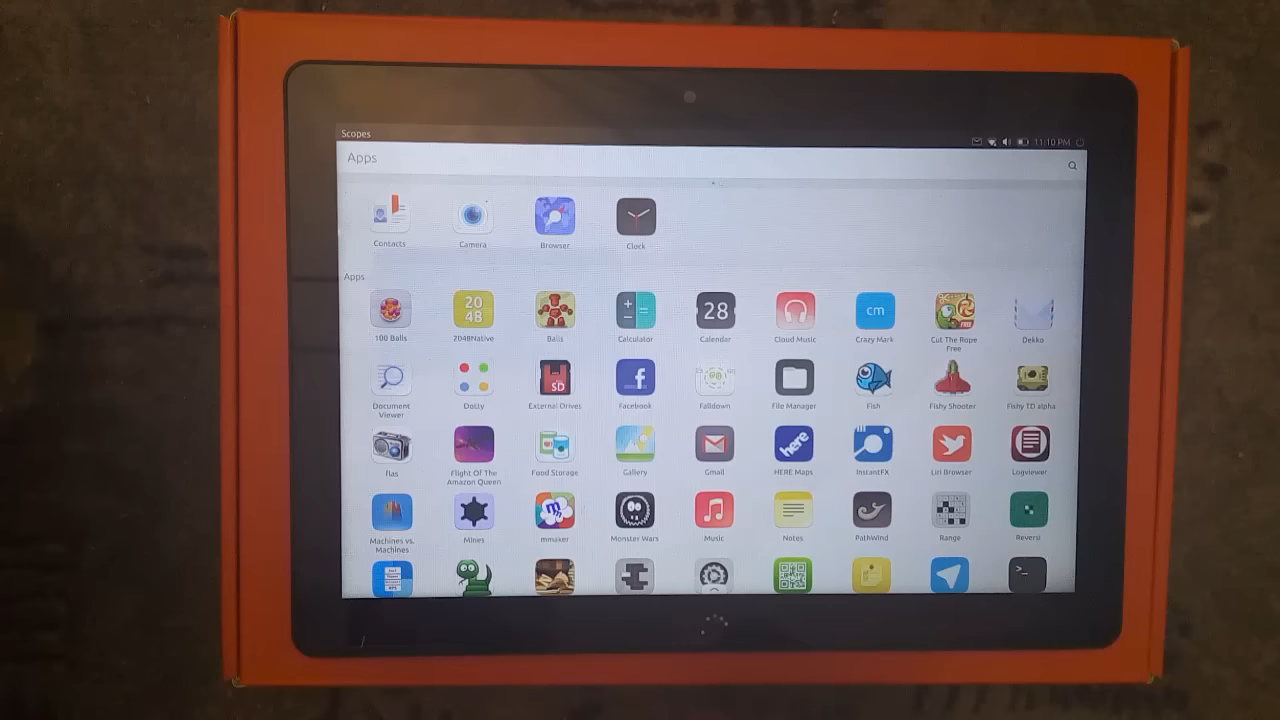 Scopes
11:10 PM
Apps
Contacts Camera Browser Clock
Apps
20
48
28
cm
FREE
100 Balls 2048Native Balls Calculator Calendar Cloud Music Crazy Mark Cut The Rope Dekko
Free
SD
Document DoTTy External Drives Facebook Falldown File Manager Fish Fishy Shooter Fishy T.D alpha
Viewer
here
flas Flight Of The Food Storage Gallery Gmail HERE Maps InstantFX Liri Browser Logviewer
Amazon Queen
m
Machines vs. Mines mmaker Monster Wars Music Notes PathWind Range Reversi
Machines
>_